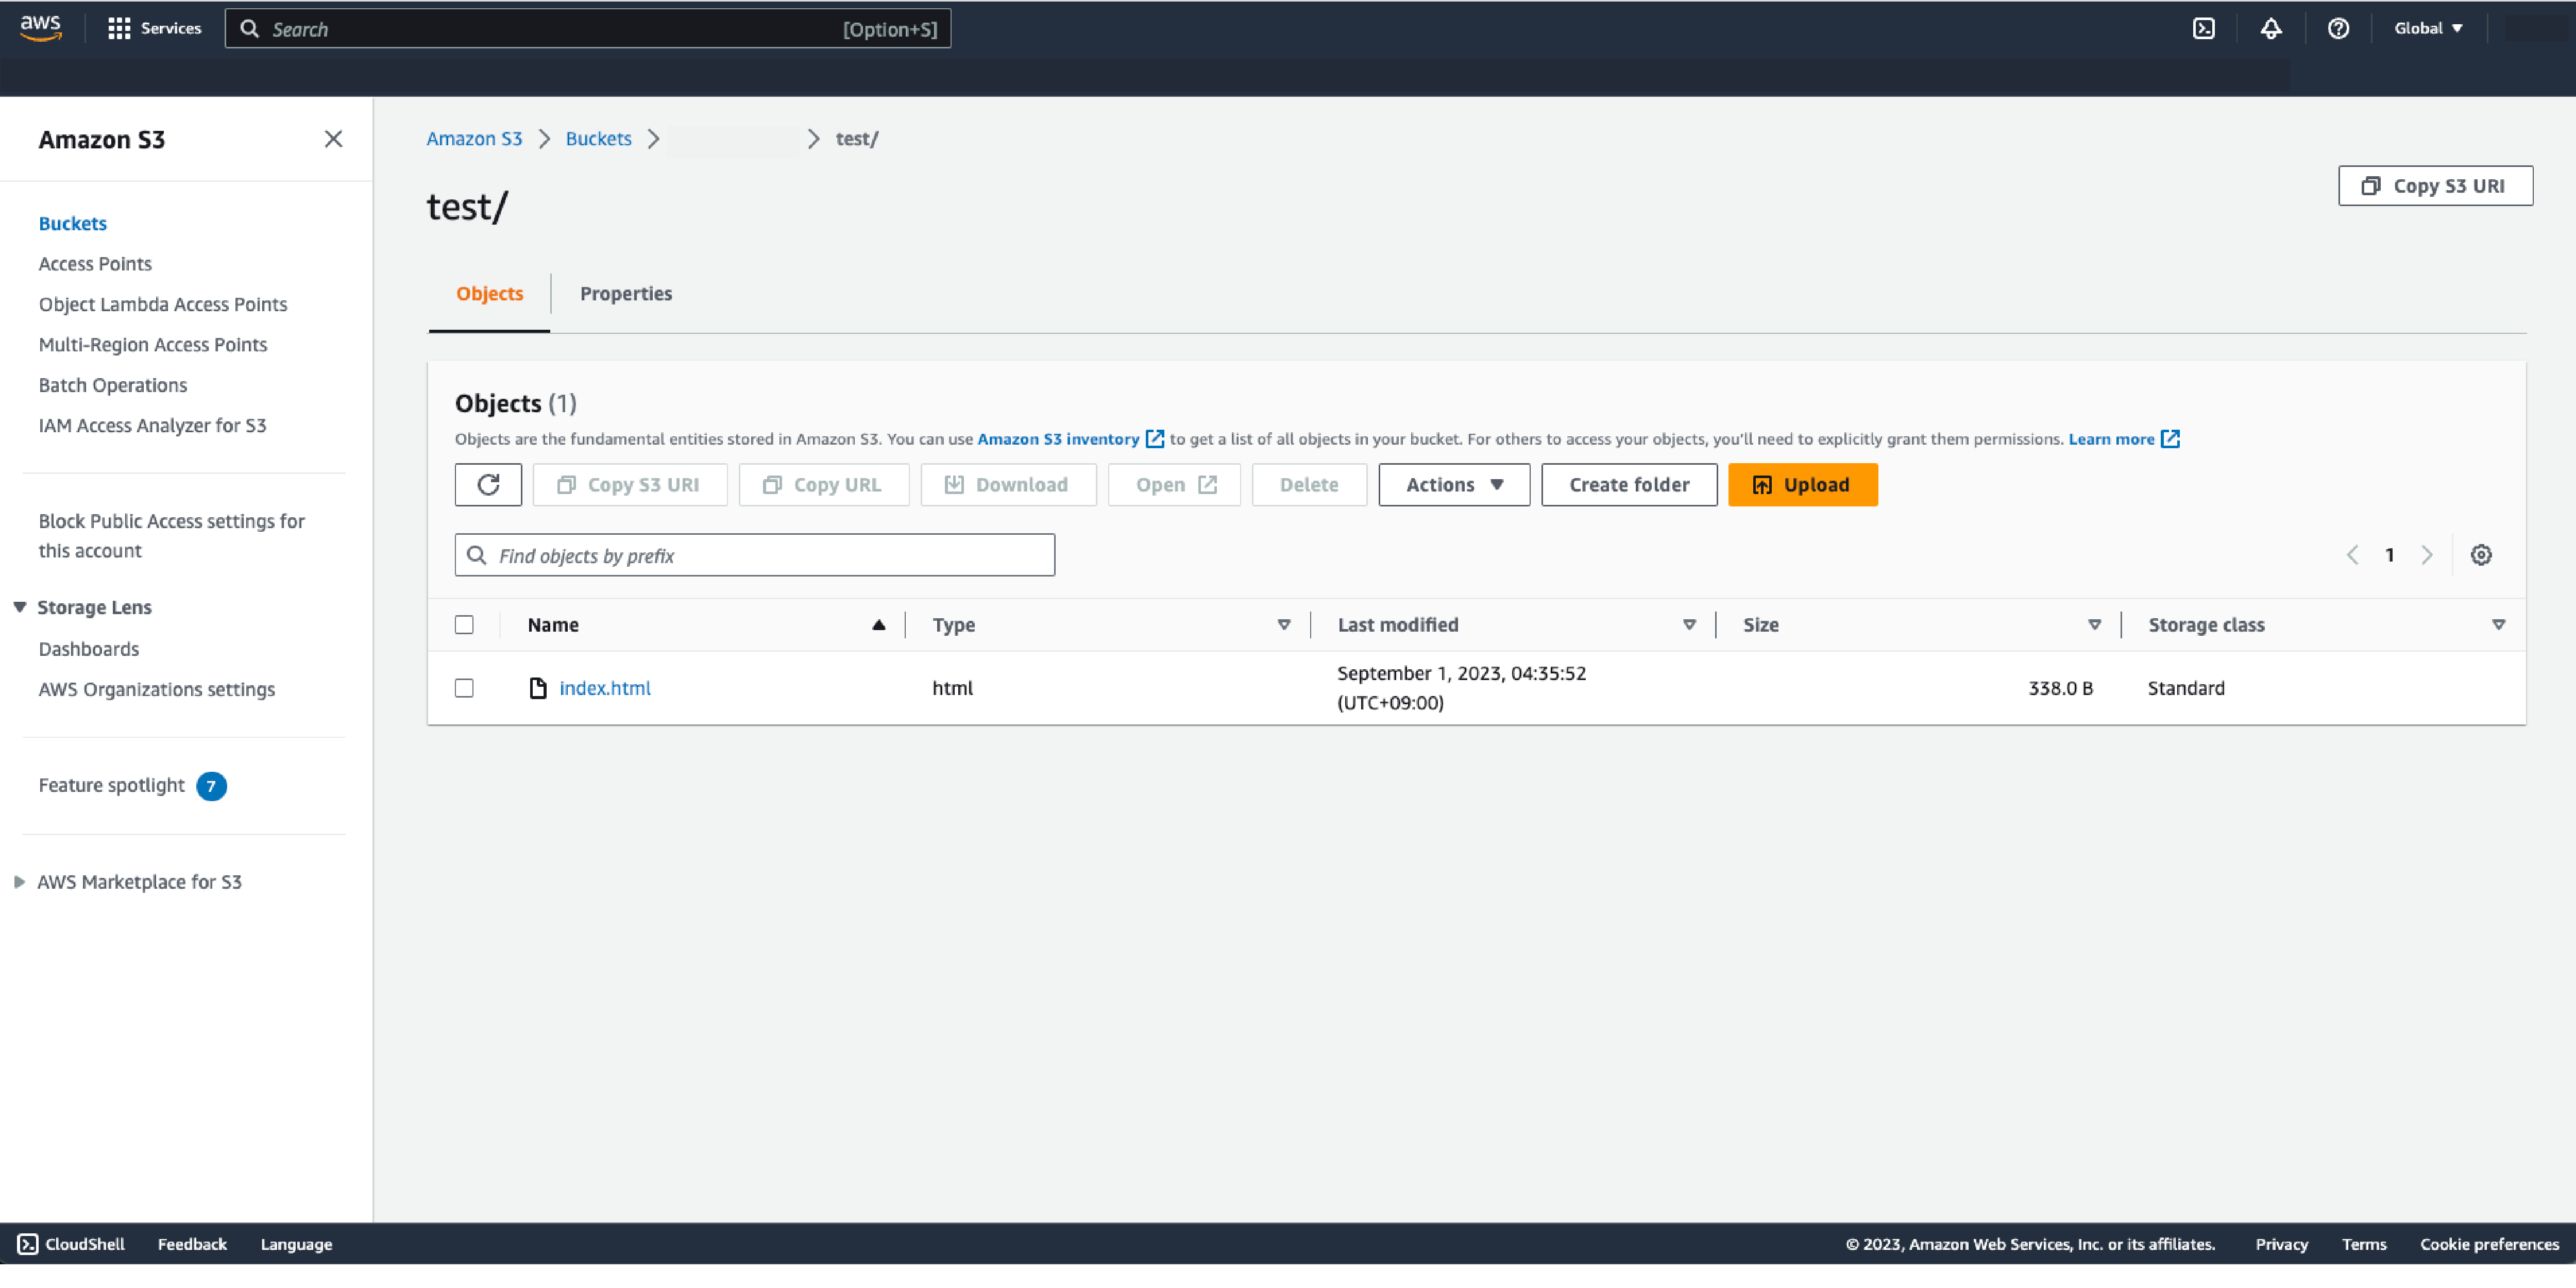 aws Services Search [Option+S] Global
Amazon S3
Buckets
Access Points
Object Lambda Access Points
Multi-Region Access Points
Batch Operations
IAM Access Analyzer for S3
Block Public Access settings for
this account
Storage Lens
Dashboards
AWS Organizations settings
Feature spotlight 7
AWS Marketplace for S3
Amazon S3 Buckets test/
test/
Copy S3 URI
Objects Properties
Objects (1)
Objects are the fundamental entities stored in Amazon S3. You can use Amazon S3 inventory to get a list of all objects in your bucket. For others to access your objects, you'll need to explicitly grant them permissions. Learn more
Copy S3 URI Copy URL Download Open Delete Actions Create folder Upload
Find objects by prefix 1
Name Type Last modified Size Storage class
index.html html September 1, 2023, 04:35:52 338.0 B Standard
(UTC+09:00)
CloudShell Feedback Language © 2023, Amazon Web Services, Inc. or its affiliates. Privacy Terms Cookie preferences